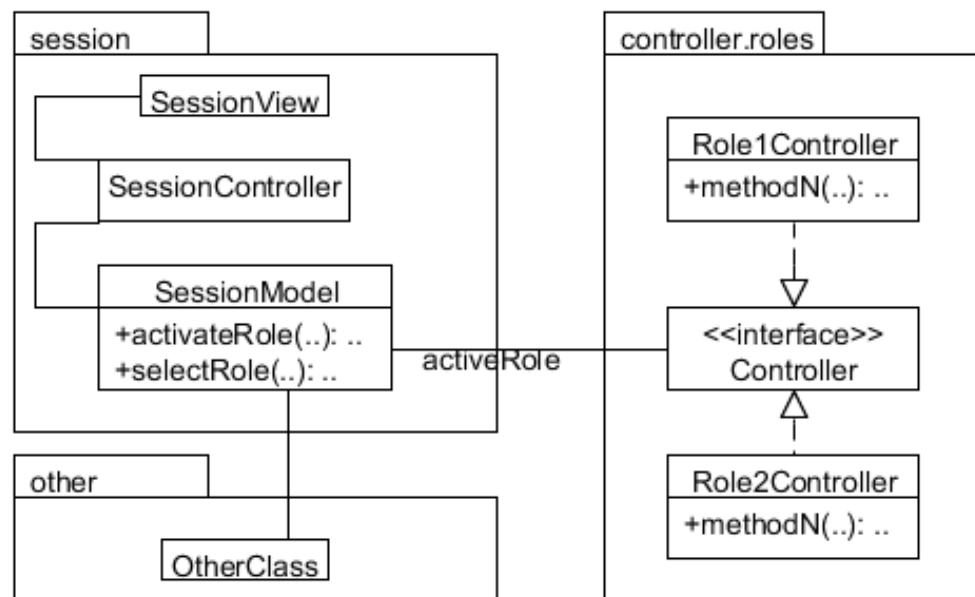 session
SessionView
SessionController
SessionModel
+activateRole(..): ..
+selectRole(..): ..
activeRole
other
OtherClass
controller.roles
Role1Controller
+methodN(..): ..
<<interface>>
Controller
Role2Controller
+methodN(..): ..